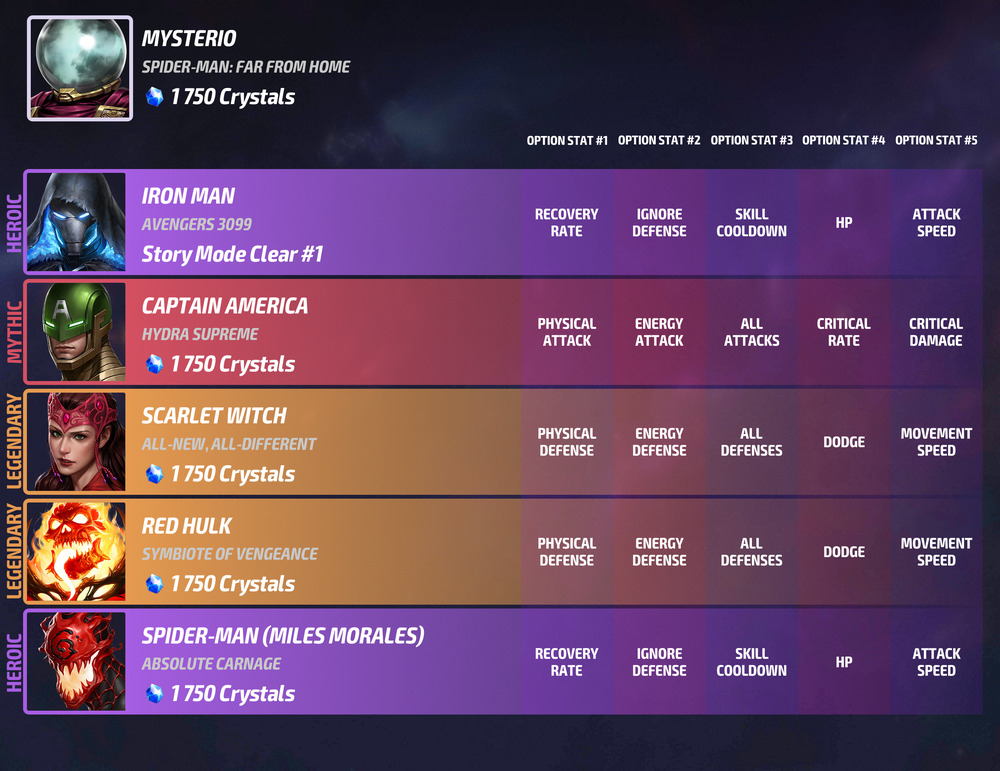 MYSTERIO
SPIDER-MAN: FAR FROM HOME
1 750 Crystals
OPTION STAT #1 OPTION STAT #2 OPTION STAT #3 OPTION STAT #4 OPTION STAT #5
HEROIC
IRON MAN
AVENGERS 3099
Story Mode Clear #1
RECOVERY RATE
IGNORE DEFENSE
SKILL COOLDOWN
HP
ATTACK SPEED
MYTHIC
CAPTAIN AMERICA
HYDRA SUPREME
1 750 Crystals
PHYSICAL ATTACK
ENERGY ATTACK
ALL ATTACKS
CRITICAL RATE
CRITICAL DAMAGE
LEGENDARY
SCARLET WITCH
ALL-NEW, ALL-DIFFERENT
1 750 Crystals
PHYSICAL DEFENSE
ENERGY DEFENSE
ALL DEFENSES
DODGE
MOVEMENT SPEED
LEGENDARY
RED HULK
SYMBIOTE OF VENGEANCE
1 750 Crystals
PHYSICAL DEFENSE
ENERGY DEFENSE
ALL DEFENSES
DODGE
MOVEMENT SPEED
HEROIC
SPIDER-MAN (MILES MORALES)
ABSOLUTE CARNAGE
1 750 Crystals
RECOVERY RATE
IGNORE DEFENSE
SKILL COOLDOWN
HP
ATTACK SPEED